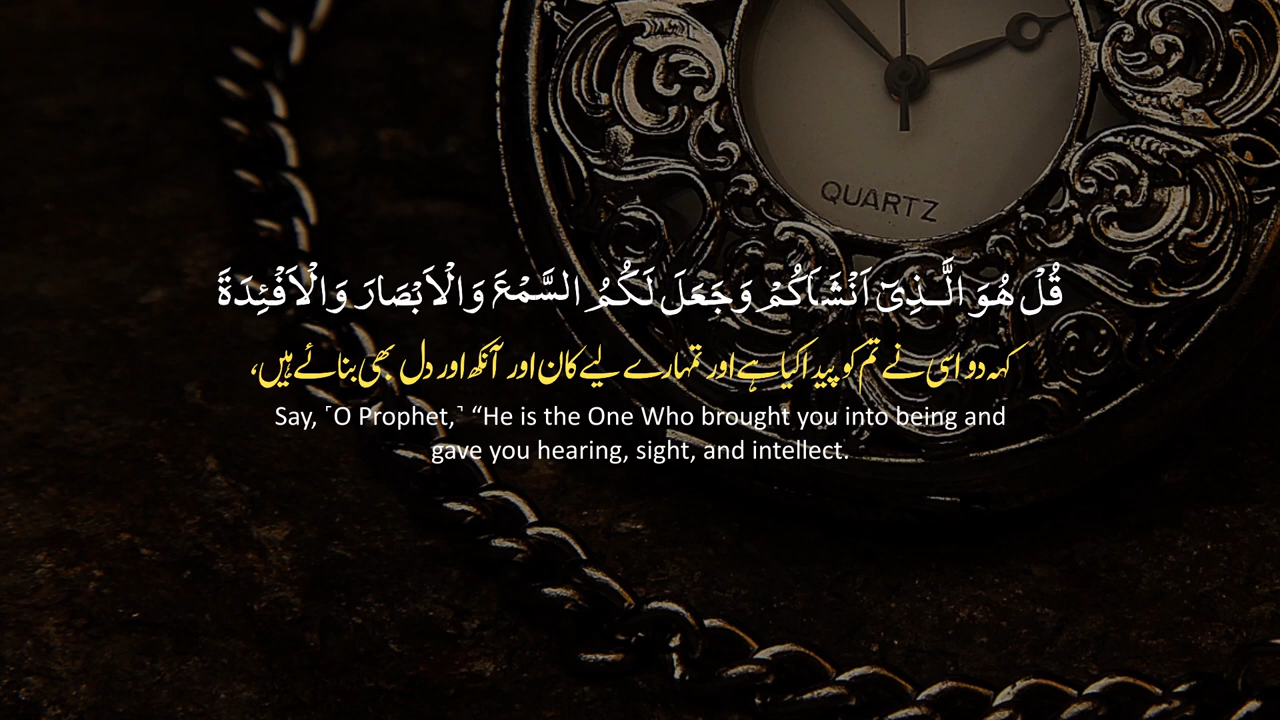 QUARTZ
قُلْ هُوَ الَّـذِىْٓ اَنْشَاَكُمْ وَجَعَلَ لَكُمُ السَّمْعَ وَالْاَبْصَارَ وَالْاَفْئِدَةَ
کہہ دو اسی نے تم کو پیدا کیا ہے اور تمہارے لیے کان اور آنکھ اور دل بھی بنائے ہیں،
Say, ˹O Prophet,˺ “He is the One Who brought you into being and
gave you hearing, sight, and intellect.